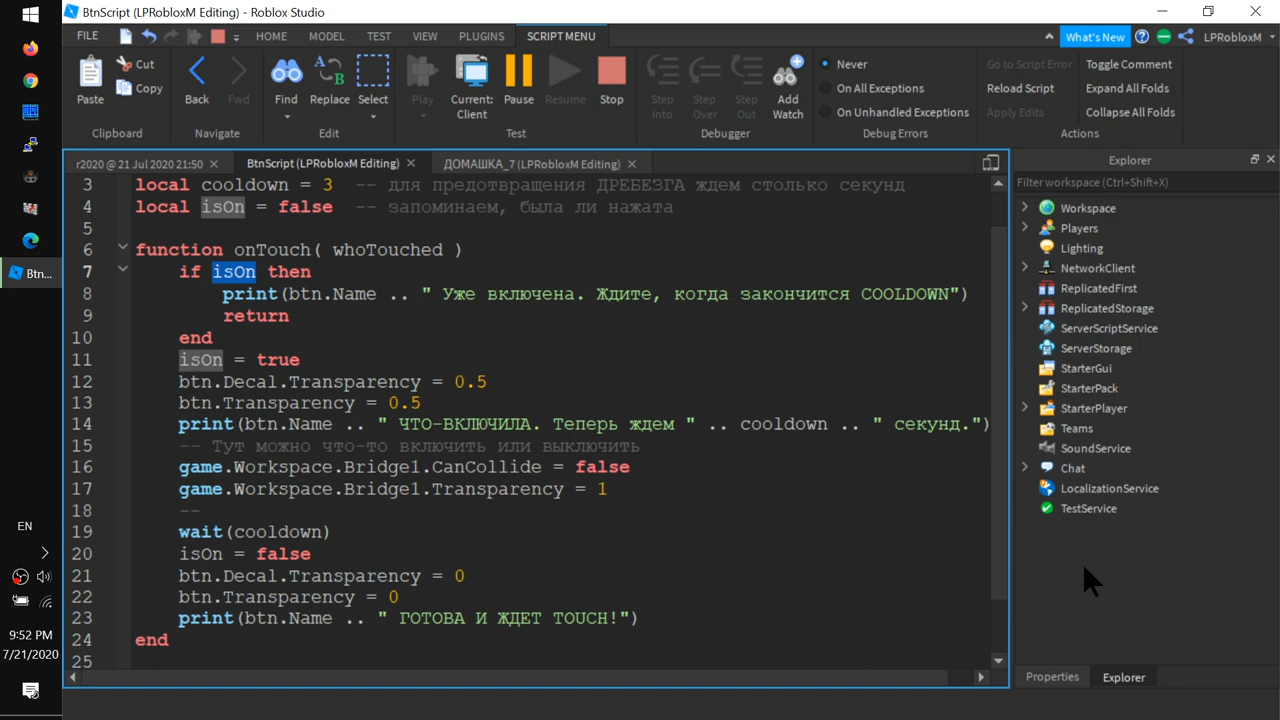 BtnScript (LPRobloxM Editing) - Roblox Studio
FILE
HOME
MODEL
TEST
VIEW
PLUGINS
SCRIPT MENU
What's New
LPRobloxM
Paste
Cut
Copy
Clipboard
Back
Fwd
Navigate
Find
Replace
Select
Edit
Play
Current:
Client
Pause
Resume
Stop
Test
Step
Into
Step
Over
Step
Out
Add
Watch
Debugger
Never
On All Exceptions
On Unhandled Exceptions
Debug Errors
Go to Script Error
Reload Script
Apply Edits
Toggle Comment
Expand All Folds
Collapse All Folds
Actions
r2020 @ 21 Jul 2020 21:50
BtnScript (LPRobloxM Editing)
ДОМАШКА_7 (LPRobloxM Editing)
3 local cooldown = 3 -- для предотвращения ДРЕБЕЗГА ждем столько секунд
4 local isOn = false -- запоминаем, была ли нажата
5
6 function onTouch( whoTouched )
7 if isOn then
8 print(btn.Name .. " Уже включена. Ждите, когда закончится COOLDOWN")
9 return
10 end
11 isOn = true
12 btn.Decal.Transparency = 0.5
13 btn.Transparency = 0.5
14 print(btn.Name .. " ЧТО-ВКЛЮЧИЛА. Теперь ждем " .. cooldown .. " секунд.")
15 -- Тут можно что-то включить или выключить
16 game.Workspace.Bridge1.CanCollide = false
17 game.Workspace.Bridge1.Transparency = 1
18 --
19 wait(cooldown)
20 isOn = false
21 btn.Decal.Transparency = 0
22 btn.Transparency = 0
23 print(btn.Name .. " ГОТОВА И ЖДЕТ TOUCH!")
24 end
25
Explorer
Filter workspace (Ctrl+Shift+X)
Workspace
Players
Lighting
NetworkClient
ReplicatedFirst
ReplicatedStorage
ServerScriptService
ServerStorage
StarterGui
StarterPack
StarterPlayer
Teams
SoundService
Chat
LocalizationService
TestService
Properties
Explorer
Btn...
EN
9:52 PM
7/21/2020